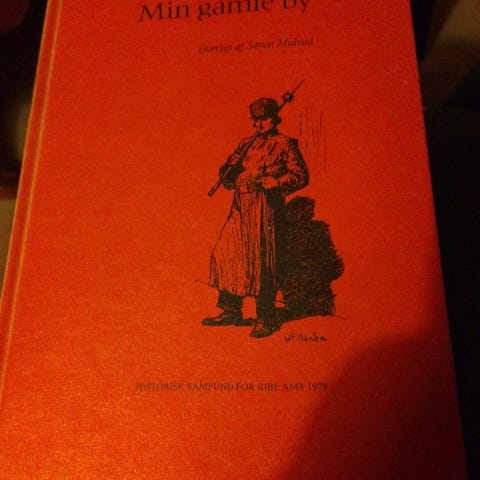 Min gamle by
Oversat af Søren Mulvad
HISTORISK SAMFUND FOR RIBE AMT 1979